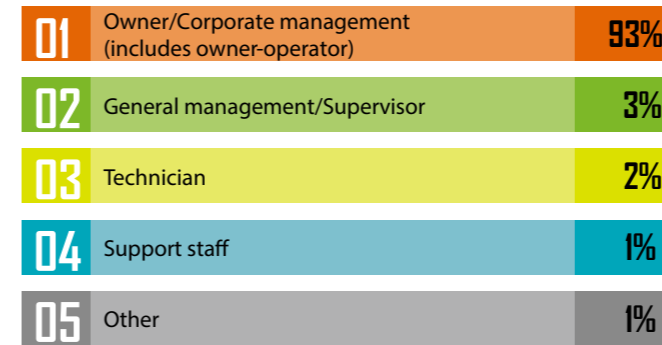 01 Owner/Corporate management
(includes owner-operator) 93%
02 General management/Supervisor 3%
03 Technician 2%
04 Support staff 1%
05 Other 1%